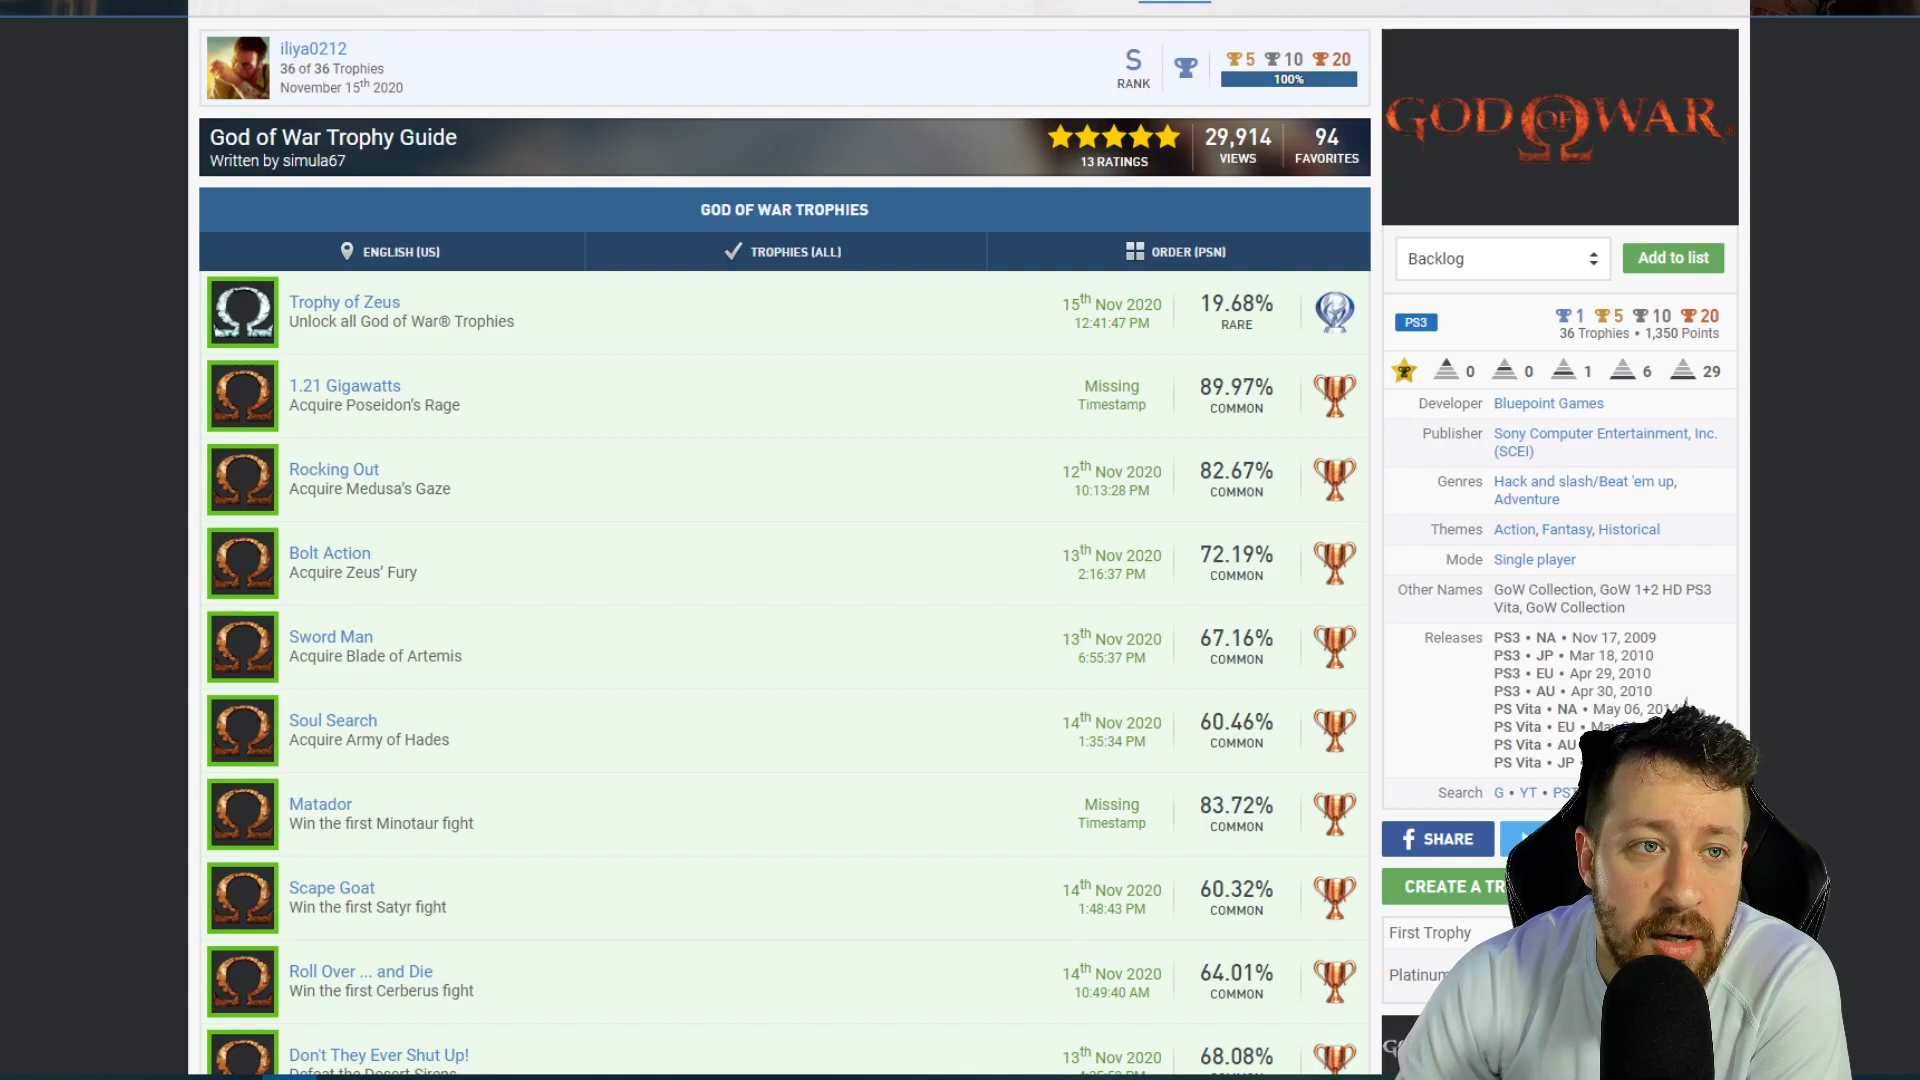 iliya0212
36 of 36 Trophies
November 15th 2020
S
RANK
5 10 20
100%
God of War Trophy Guide
Written by simula67
13 RATINGS
29,914
VIEWS
94
FAVORITES
GOD OF WAR TROPHIES
ENGLISH (US)
TROPHIES (ALL)
ORDER (PSN)
Trophy of Zeus
Unlock all God of War® Trophies
15th Nov 2020
12:41:47 PM
19.68%
RARE
1.21 Gigawatts
Acquire Poseidon's Rage
Missing
Timestamp
89.97%
COMMON
Rocking Out
Acquire Medusa's Gaze
12th Nov 2020
10:13:28 PM
82.67%
COMMON
Bolt Action
Acquire Zeus' Fury
13th Nov 2020
2:16:37 PM
72.19%
COMMON
Sword Man
Acquire Blade of Artemis
13th Nov 2020
6:55:37 PM
67.16%
COMMON
Soul Search
Acquire Army of Hades
14th Nov 2020
1:35:34 PM
60.46%
COMMON
Matador
Win the first Minotaur fight
Missing
Timestamp
83.72%
COMMON
Scape Goat
Win the first Satyr fight
14th Nov 2020
1:48:43 PM
60.32%
COMMON
Roll Over ... and Die
Win the first Cerberus fight
14th Nov 2020
10:49:40 AM
64.01%
COMMON
Don't They Ever Shut Up!
Defeat the Desert Sirens
13th Nov 2020
68.08%
GOD OF WAR
Backlog
Add to list
PS3
1 5 10 20
36 Trophies • 1,350 Points
0 0 1 6 29
Developer Bluepoint Games
Publisher Sony Computer Entertainment, Inc.
(SCEI)
Genres Hack and slash/Beat 'em up,
Adventure
Themes Action, Fantasy, Historical
Mode Single player
Other Names GoW Collection, GoW 1+2 HD PS3
Vita, GoW Collection
Releases PS3 • NA • Nov 17, 2009
PS3 • JP • Mar 18, 2010
PS3 • EU • Apr 29, 2010
PS3 • AU • Apr 30, 2010
PS Vita • NA • May 06, 2014
PS Vita • EU •
PS Vita • AU
PS Vita • JP
Search G • YT •
SHARE
CREATE A
First Trophy
Platinum